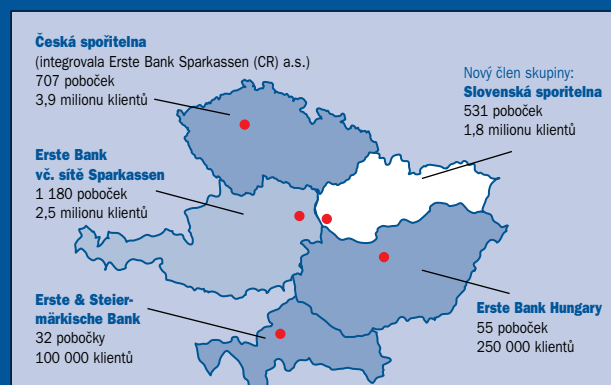 Česká spořitelna
(integrovala Erste Bank Sparkassen (CR) a.s.)
707 poboček
3,9 milionu klientů
Nový člen skupiny:
Slovenská sporitelna
531 poboček
1,8 milionu klientů
Erste Bank
vč. sítě Sparkassen
1 180 poboček
2,5 milionu klientů
Erste & Steier-
märkische Bank
32 pobočky
100 000 klientů
Erste Bank Hungary
55 poboček
250 000 klientů